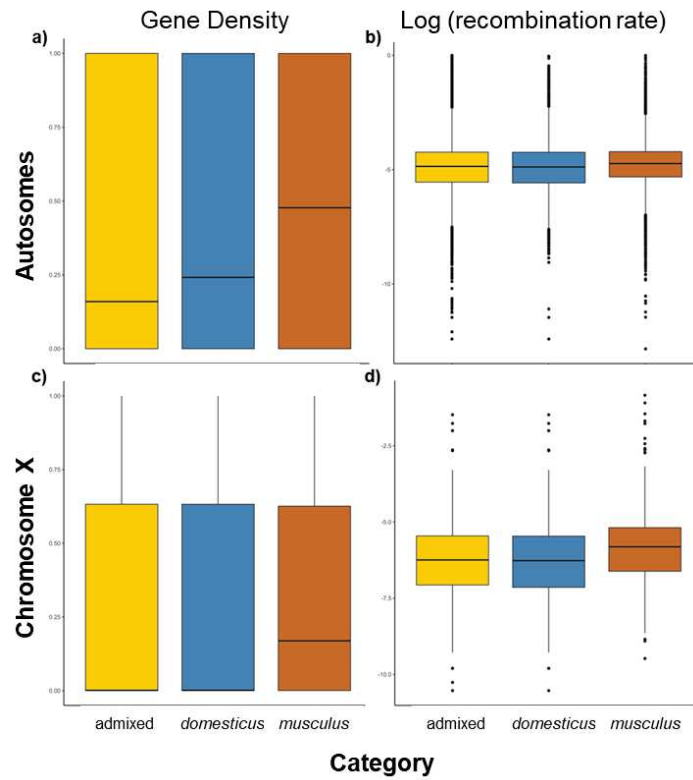 Gene Density
Log (recombination rate)
a)
b)
Autosomes
1.00
0.75
0.50
0.25
0.00
0
-5
-10
c)
d)
Chromosome X
1.00
0.75
0.50
0.25
0.00
-2.5
-5.0
-7.5
-10.0
admixed domesticus musculus
admixed domesticus musculus
Category